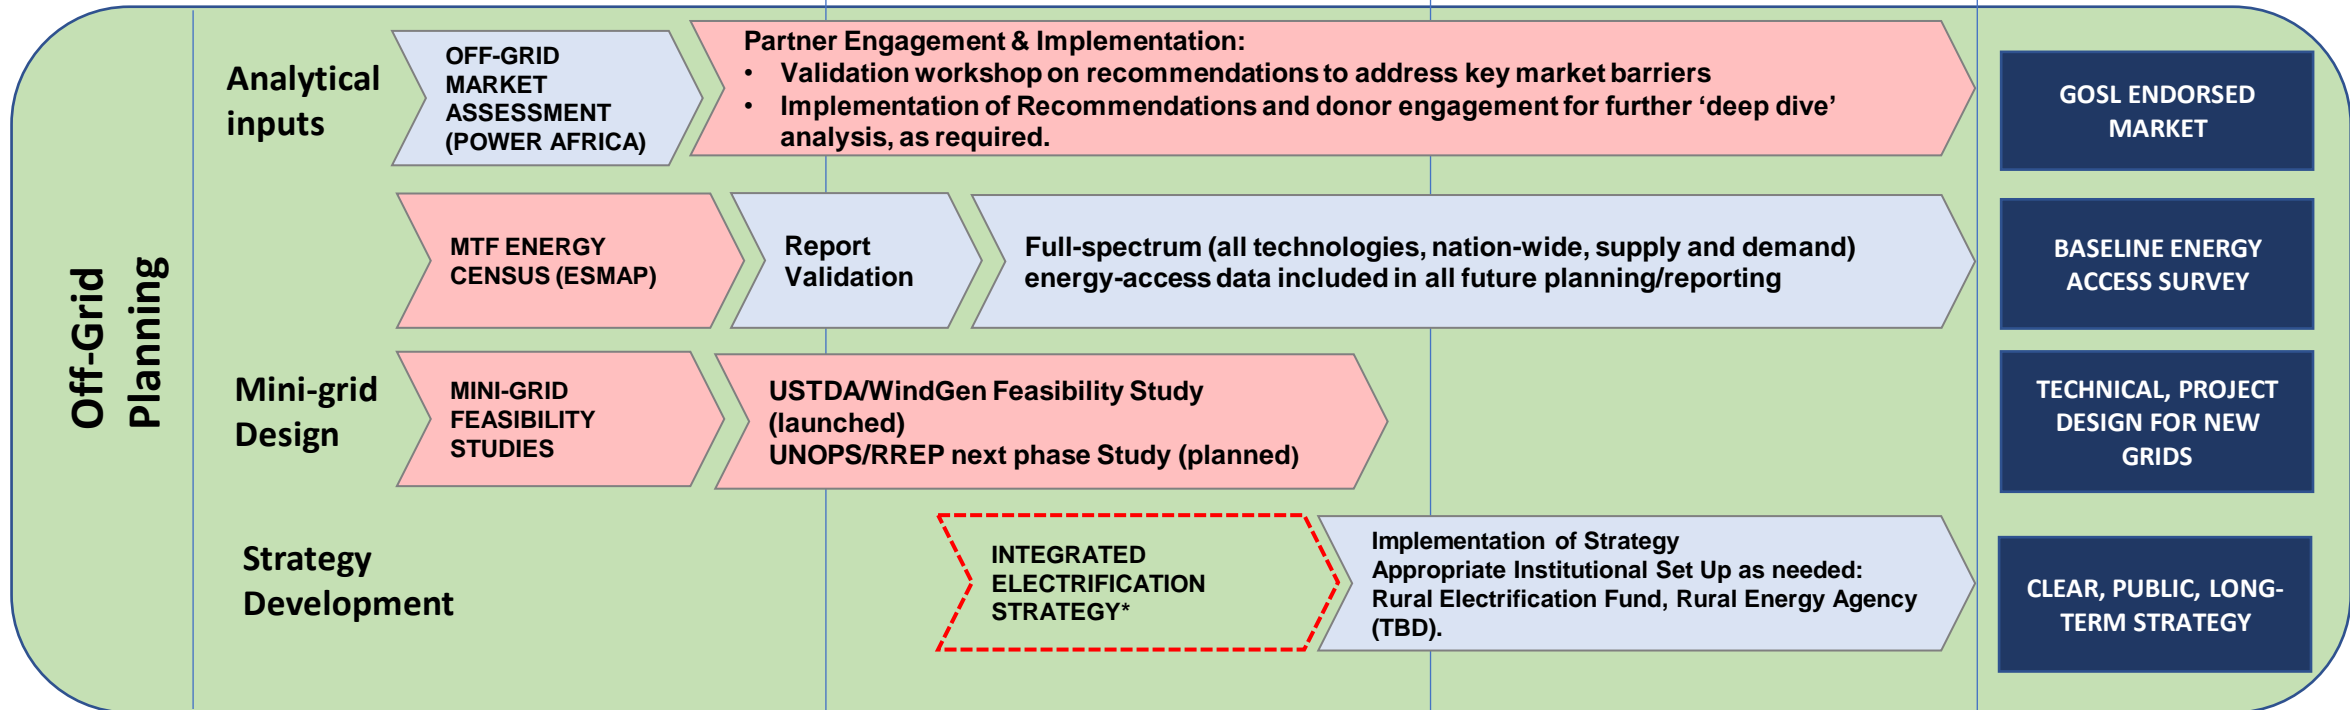 Off-Grid
Planning
Analytical
inputs
OFF-GRID
MARKET
ASSESSMENT
(POWER AFRICA)
Partner Engagement & Implementation:
• Validation workshop on recommendations to address key market barriers
• Implementation of Recommendations and donor engagement for further ‘deep dive’
analysis, as required.
GOSL ENDORSED
MARKET
MTF ENERGY
CENSUS (ESMAP)
Report
Validation
Full-spectrum (all technologies, nation-wide, supply and demand)
energy-access data included in all future planning/reporting
BASELINE ENERGY
ACCESS SURVEY
Mini-grid
Design
MINI-GRID
FEASIBILITY
STUDIES
USTDA/WindGen Feasibility Study
(launched)
UNOPS/RREP next phase Study (planned)
TECHNICAL, PROJECT
DESIGN FOR NEW
GRIDS
Strategy
Development
INTEGRATED
ELECTRIFICATION
STRATEGY*
Implementation of Strategy
Appropriate Institutional Set Up as needed:
Rural Electrification Fund, Rural Energy Agency
(TBD).
CLEAR, PUBLIC, LONG-
TERM STRATEGY